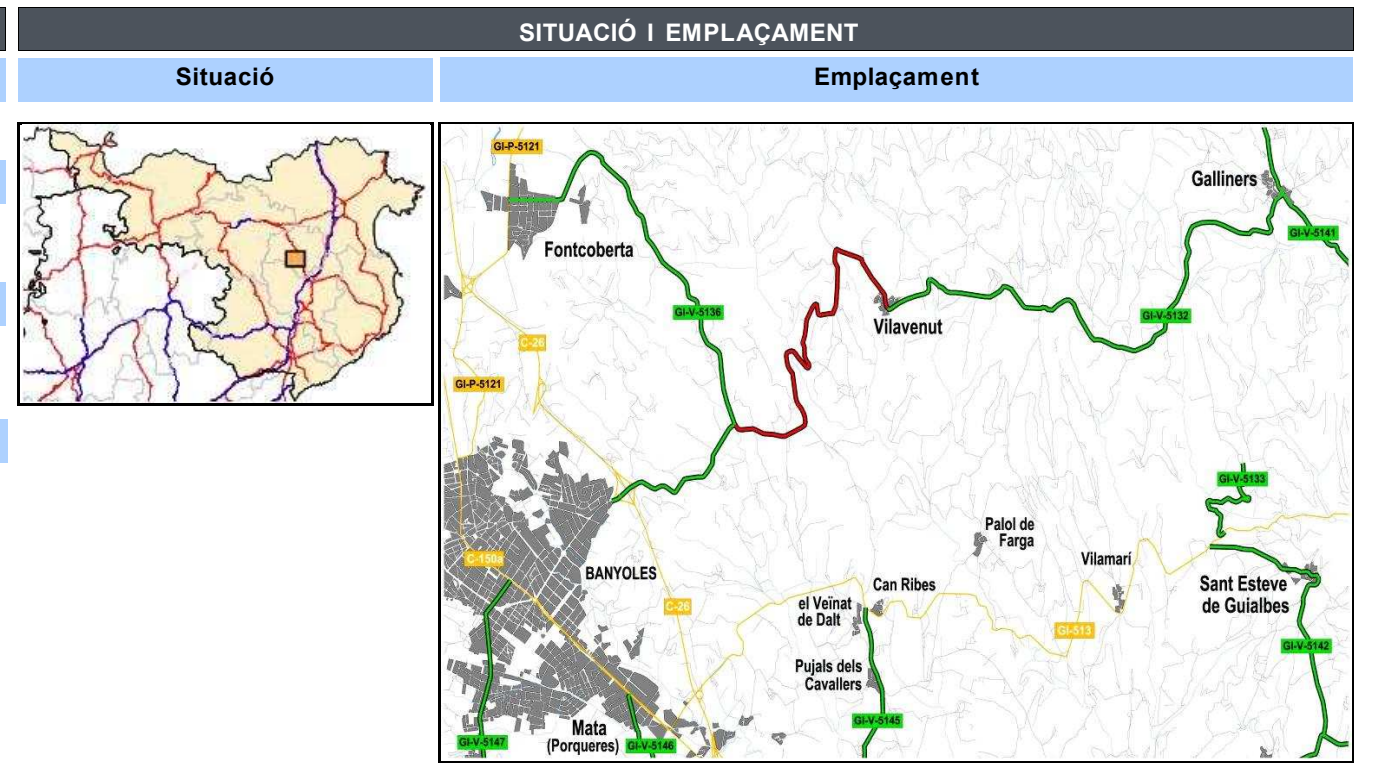 SITUACIÓ I EMPLAÇAMENT
Situació
Emplaçament
GI-P-5121
Galliners
GI-V-5141
Fontcoberta
GI-V-5136
Vilavenut
GI-V-5132
C-26
GI-P-5121
GI-V-5133
Palol de
Farga
C-150a
BANYOLES
Vilamarí
Can Ribes
Sant Esteve
de Guialbes
C-26
el Veïnat
de Dalt
GI-513
GI-V-5142
Pujals dels
Cavallers
GI-V-5145
Mata
(Porqueres)
GI-V-5147
GI-V-5146